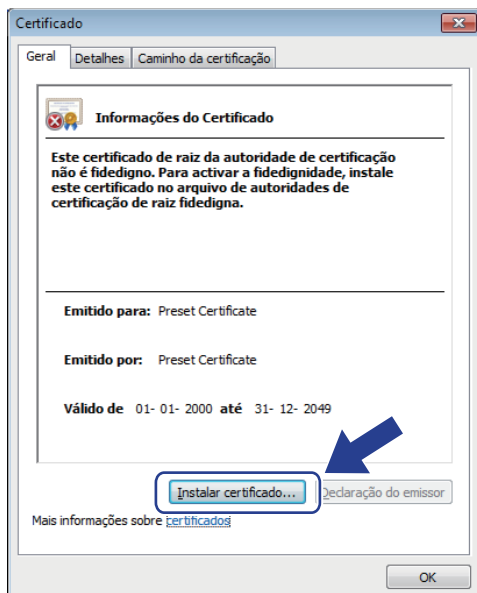 Certificado
Geral Detalhes Caminho da certificação
Informações do Certificado
Este certificado de raiz da autoridade de certificação
não é fidedigno. Para activar a fidedignidade, instale
este certificado no arquivo de autoridades de
certificação de raiz fidedigna.
Emitido para: Preset Certificate
Emitido por: Preset Certificate
Válido de 01- 01- 2000 até 31- 12- 2049
Instalar certificado... Declaração do emissor
Mais informações sobre certificados
OK